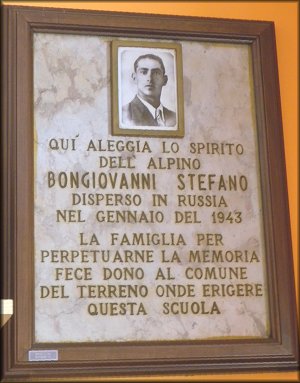 QUI' ALEGGIA LO SPIRITO
DELL' ALPINO
BONGIOVANNI STEFANO
DISPERSO IN RUSSIA
NEL GENNAIO DEL 1943
LA FAMIGLIA PER
PERPETUARNE LA MEMORIA
FECE DONO AL COMUNE
DEL TERRENO ONDE ERIGERE
QUESTA SCUOLA